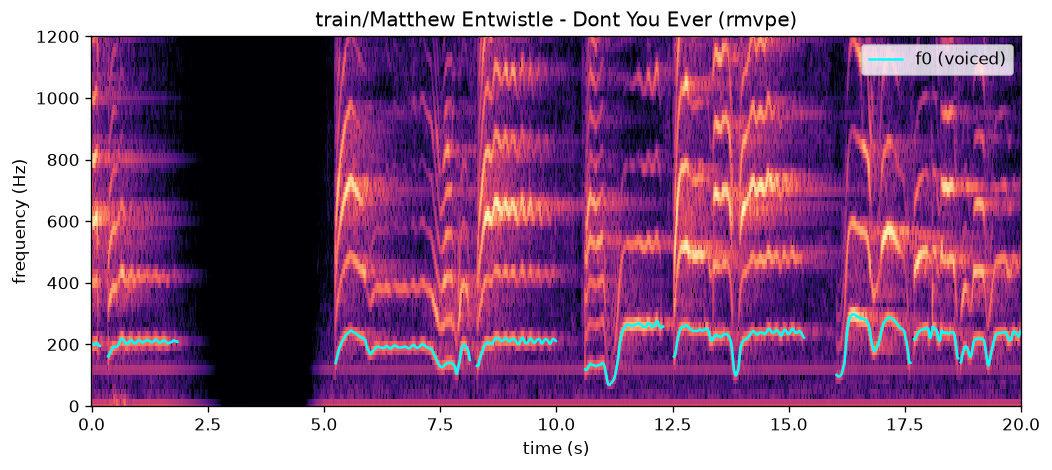 train/Matthew Entwistle - Dont You Ever (rmvpe)
f0 (voiced)
frequency (Hz)
1200
1000
800
600
400
200
0
0.0 2.5 5.0 7.5 10.0 12.5 15.0 17.5 20.0
time (s)